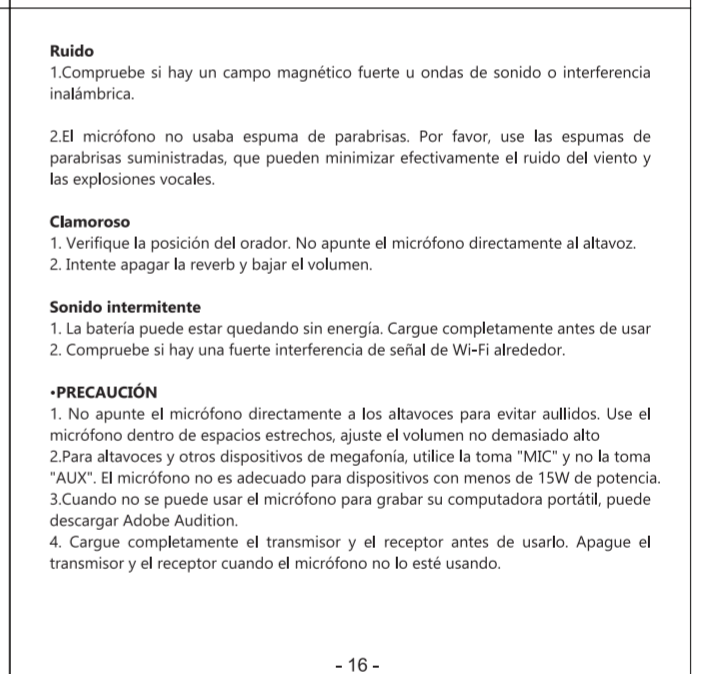 Ruido
1.Compruebe si hay un campo magnético fuerte u ondas de sonido o interferencia
inalámbrica.
2.El micrófono no usaba espuma de parabrisas. Por favor, use las espumas de
parabrisas suministradas, que pueden minimizar efectivamente el ruido del viento y
las explosiones vocales.
Clamoroso
1. Verifique la posición del orador. No apunte el micrófono directamente al altavoz.
2. Intente apagar la reverb y bajar el volumen.
Sonido intermitente
1. La batería puede estar quedando sin energía. Cargue completamente antes de usar
2. Compruebe si hay una fuerte interferencia de señal de Wi-Fi alrededor.
•PRECAUCIÓN
1. No apunte el micrófono directamente a los altavoces para evitar aullidos. Use el
micrófono dentro de espacios estrechos, ajuste el volumen no demasiado alto
2.Para altavoces y otros dispositivos de megafonía, utilice la toma "MIC" y no la toma
"AUX". El micrófono no es adecuado para dispositivos con menos de 15W de potencia.
3.Cuando no se puede usar el micrófono para grabar su computadora portátil, puede
descargar Adobe Audition.
4. Cargue completamente el transmisor y el receptor antes de usarlo. Apague el
transmisor y el receptor cuando el micrófono no lo esté usando.
- 16 -